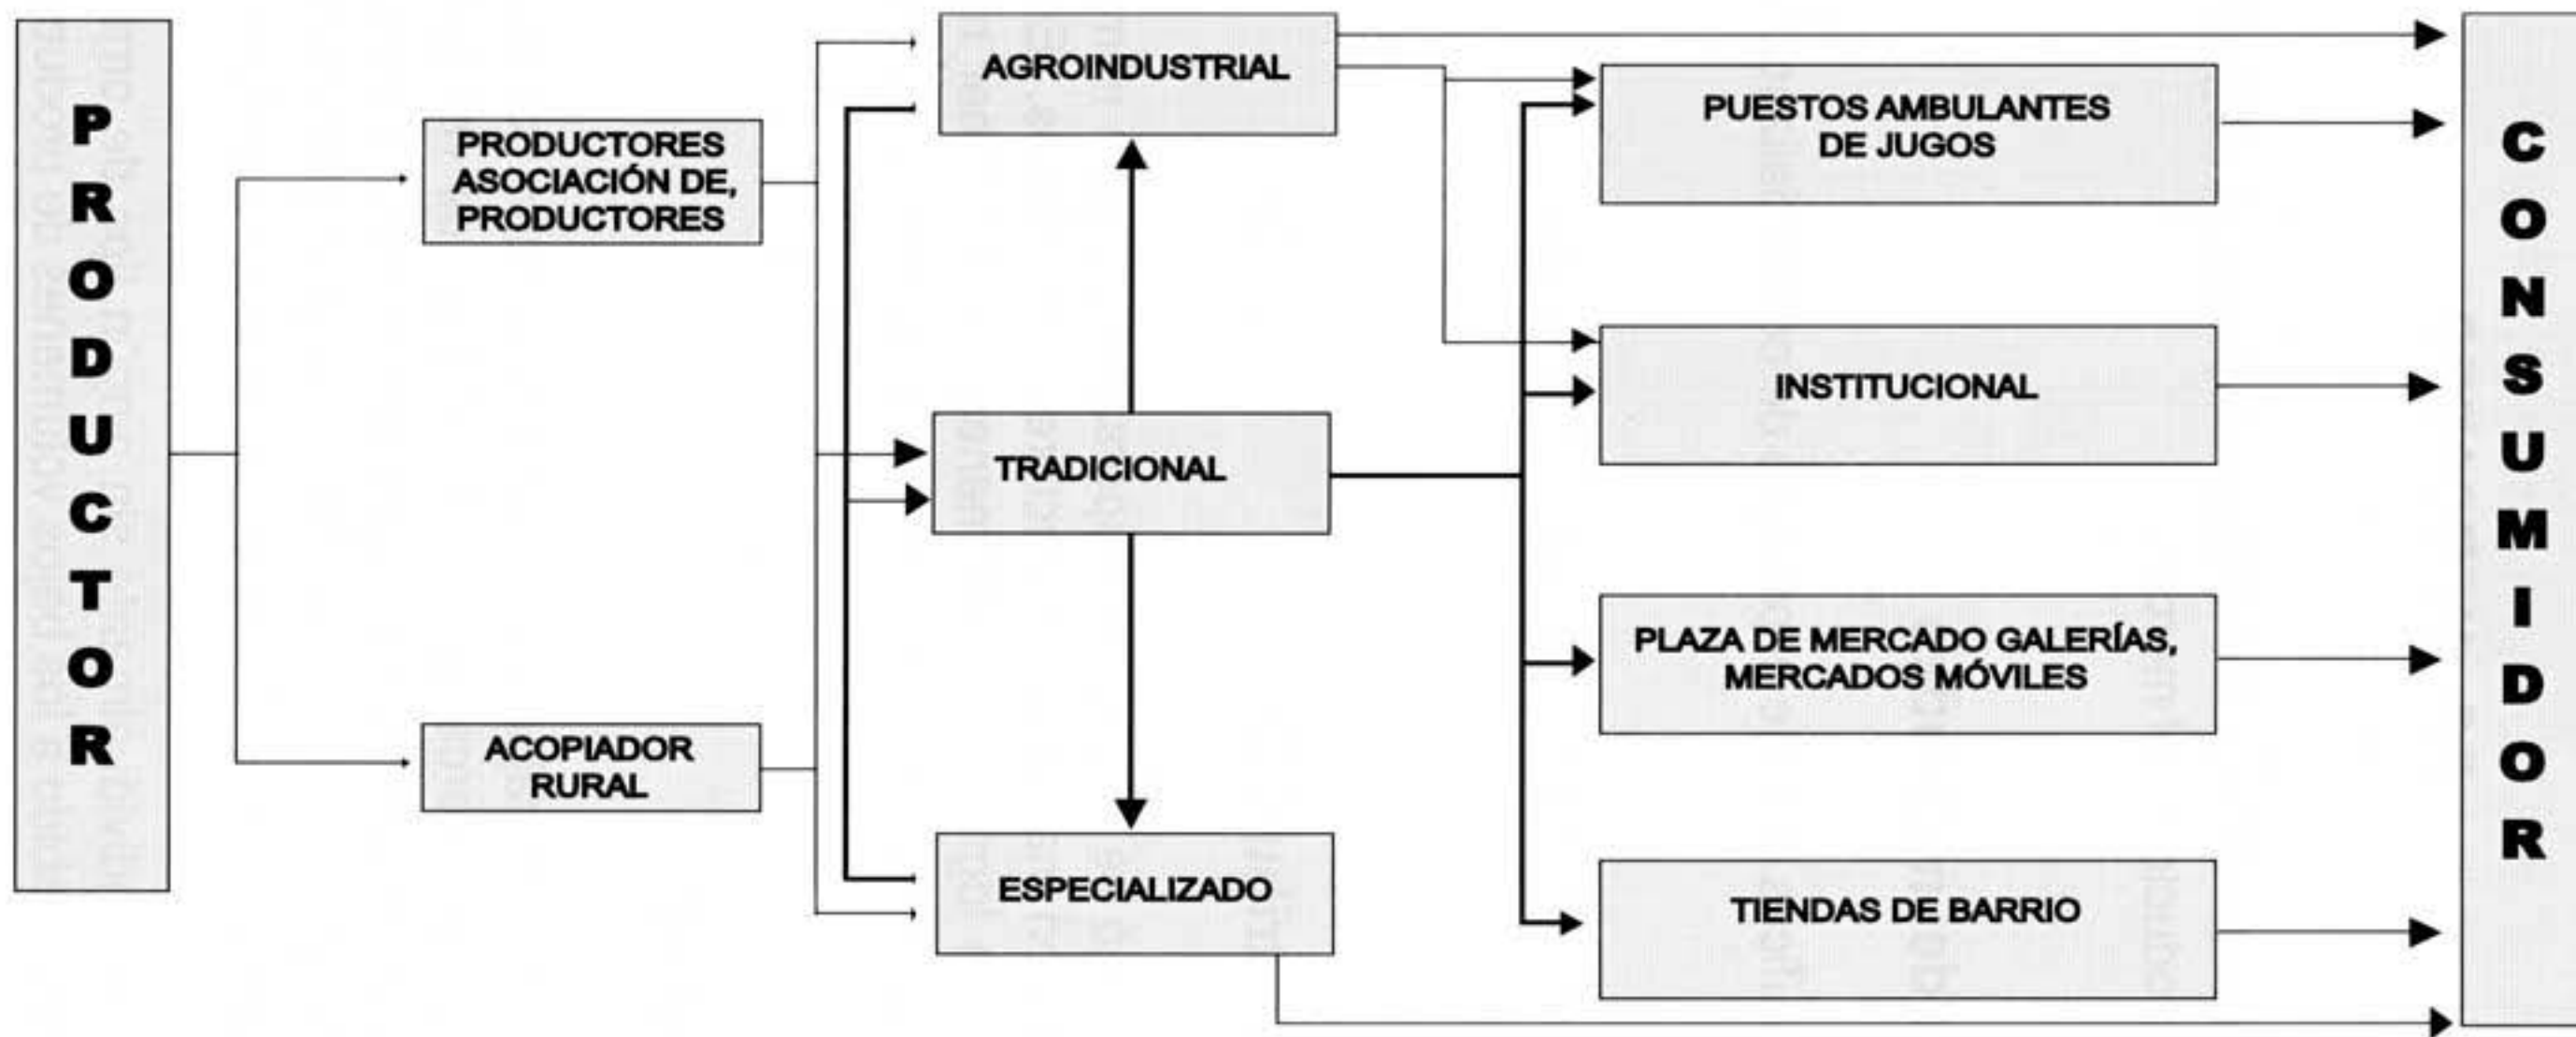 PRODUCTOR
PRODUCTORES
ASOCIACIÓN DE,
PRODUCTORES
ACOPIADOR
RURAL
AGROINDUSTRIAL
TRADICIONAL
ESPECIALIZADO
PUESTOS AMBULANTES
DE JUGOS
INSTITUCIONAL
PLAZA DE MERCADO GALERÍAS,
MERCADOS MÓVILES
TIENDAS DE BARRIO
CONSUMIDOR